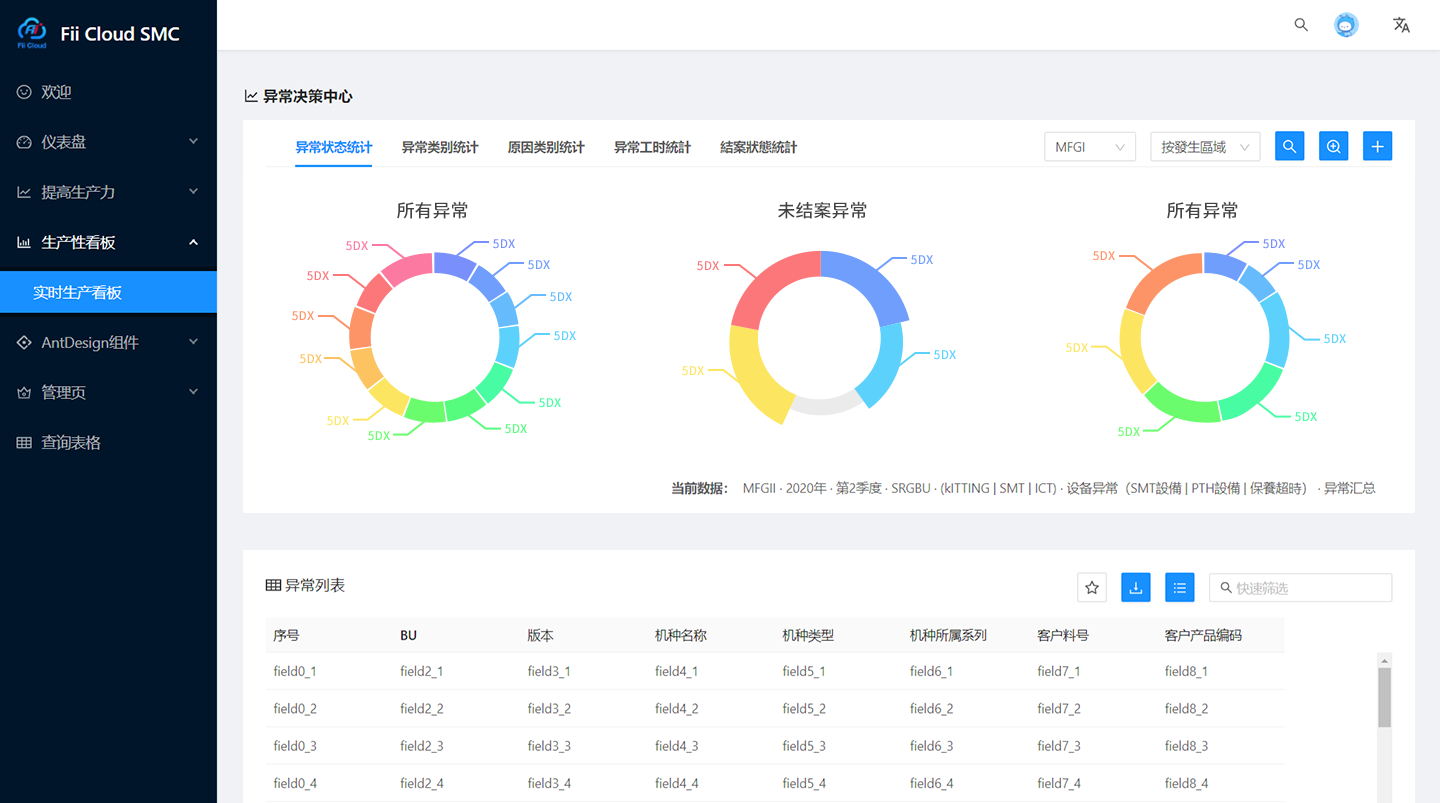 Fii Cloud
Fii Cloud SMC
欢迎
仪表盘
提高生产力
生产性看板
实时生产看板
AntDesign组件
管理页
查询表格
异常决策中心
异常状态统计 异常类别统计 原因类别统计 异常工时統計 結案狀態統計 MFGI 按發生區域
所有异常
5DX
5DX
5DX
5DX
5DX
5DX
5DX
5DX
5DX
5DX
5DX
5DX
未结案异常
5DX
5DX
5DX
5DX
所有异常
5DX
5DX
5DX
5DX
5DX
5DX
5DX
当前数据: MFGII · 2020年 · 第2季度 · SRGBU · (kITTING | SMT | ICT) · 设备异常（SMT設備 | PTH設備 | 保養超時） · 异常汇总
异常列表 快速筛选
序号 BU 版本 机种名称 机种类型 机种所属系列 客户料号 客户产品编码
field0_1 field2_1 field3_1 field4_1 field5_1 field6_1 field7_1 field8_1
field0_2 field2_2 field3_2 field4_2 field5_2 field6_2 field7_2 field8_2
field0_3 field2_3 field3_3 field4_3 field5_3 field6_3 field7_3 field8_3
field0_4 field2_4 field3_4 field4_4 field5_4 field6_4 field7_4 field8_4